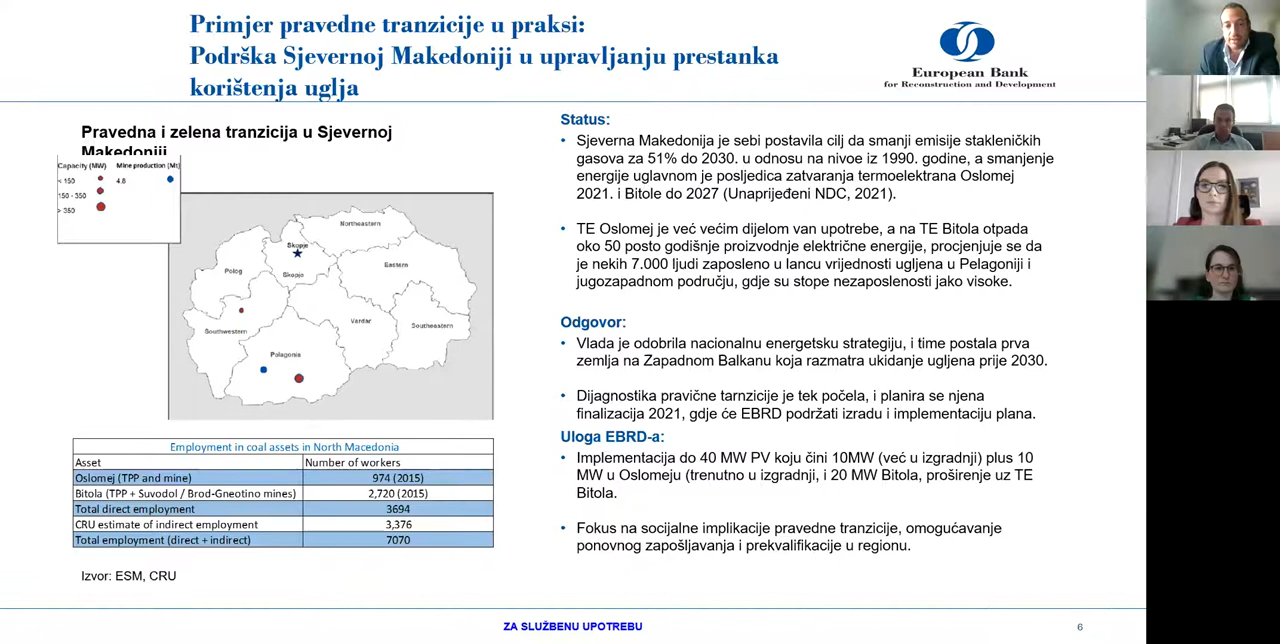 Primjer pravedne tranzicije u praksi:
Podrška Sjevernoj Makedoniji u upravljanju prestanka
korištenja uglja
European Bank
for Reconstruction and Development
Pravedna i zelena tranzicija u Sjevernoj
Makedoniji
Capacity (MW) Mine production (Mt)
< 150 4.8
150 - 350
> 350
Northeastern
Skopje
Polog
Skopje
Eastern
Southwestern
Vardar
Southeastern
Pelagonia
Employment in coal assets in North Macedonia
Asset Number of workers
Oslomej (TPP and mine) 974 (2015)
Bitola (TPP + Suvodol / Brod-Gneotino mines) 2,720 (2015)
Total direct employment 3694
CRU estimate of indirect employment 3,376
Total employment (direct + indirect) 7070
Izvor: ESM, CRU
Status:
• Sjeverna Makedonija je sebi postavila cilj da smanji emisije stakleničkih
gasova za 51% do 2030. u odnosu na nivoe iz 1990. godine, a smanjenje
energije uglavnom je posljedica zatvaranja termoelektrana Oslomej
2021. i Bitole do 2027 (Unaprijeđeni NDC, 2021).
• TE Oslomej je već većim dijelom van upotrebe, a na TE Bitola otpada
oko 50 posto godišnje proizvodnje električne energije, procjenjuje se da
je nekih 7.000 ljudi zaposleno u lancu vrijednosti ugljena u Pelagoniji i
jugozapadnom području, gdje su stope nezaposlenosti jako visoke.
Odgovor:
• Vlada je odobrila nacionalnu energetsku strategiju, i time postala prva
zemlja na Zapadnom Balkanu koja razmatra ukidanje ugljena prije 2030.
• Dijagnostika pravične tarnzicije je tek počela, i planira se njena
finalizacija 2021, gdje će EBRD podržati izradu i implementaciju plana.
Uloga EBRD-a:
• Implementacija do 40 MW PV koju čini 10MW (već u izgradnji) plus 10
MW u Oslomeju (trenutno u izgradnji, i 20 MW Bitola, proširenje uz TE
Bitola.
• Fokus na socijalne implikacije pravedne tranzicije, omogućavanje
ponovnog zapošljavanja i prekvalifikacije u regionu.
ZA SLUŽBENU UPOTREBU
6